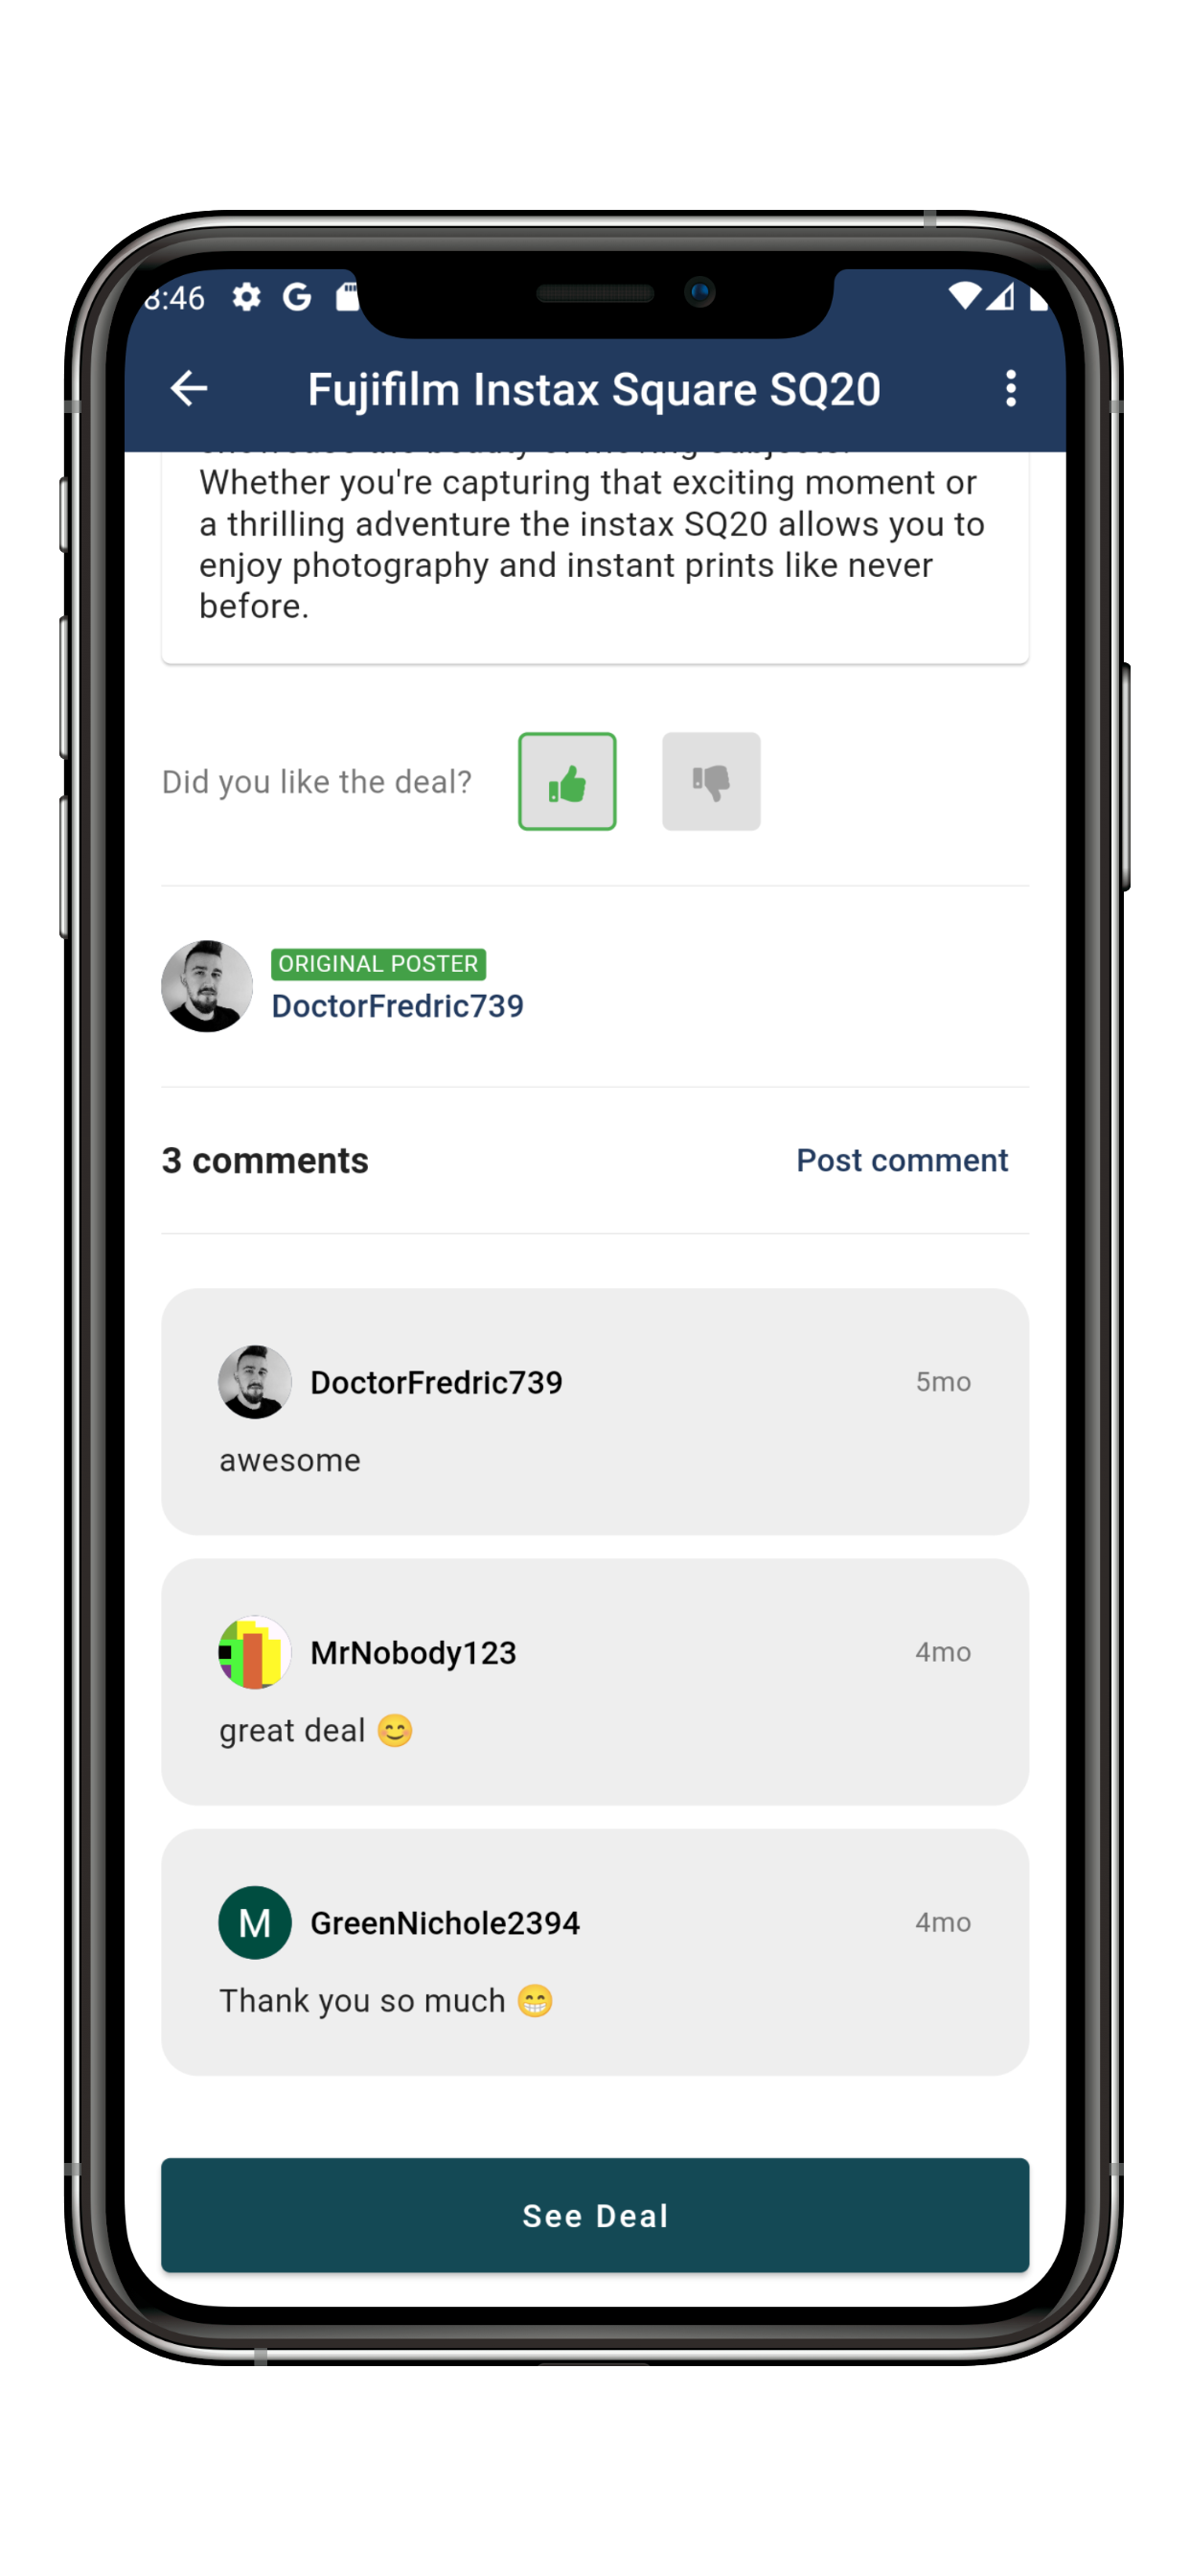 8:46
Fujifilm Instax Square SQ20
Whether you're capturing that exciting moment or
a thrilling adventure the instax SQ20 allows you to
enjoy photography and instant prints like never
before.
Did you like the deal?
ORIGINAL POSTER
DoctorFredric739
3 comments
Post comment
DoctorFredric739
5mo
awesome
MrNobody123
4mo
great deal 😊
M
GreenNichole2394
4mo
Thank you so much 😁
See Deal